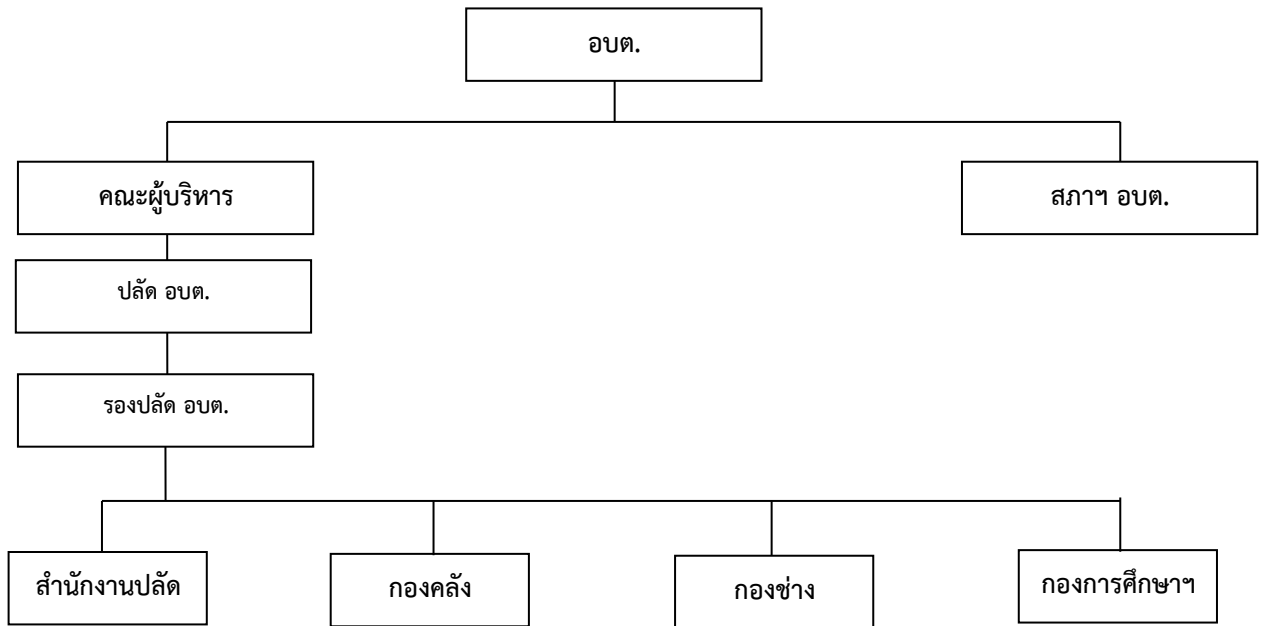 อบต.
คณะผู้บริหาร
สภาฯ อบต.
ปลัด อบต.
รองปลัด อบต.
สำนักงานปลัด
กองคลัง
กองช่าง
กองการศึกษาฯ